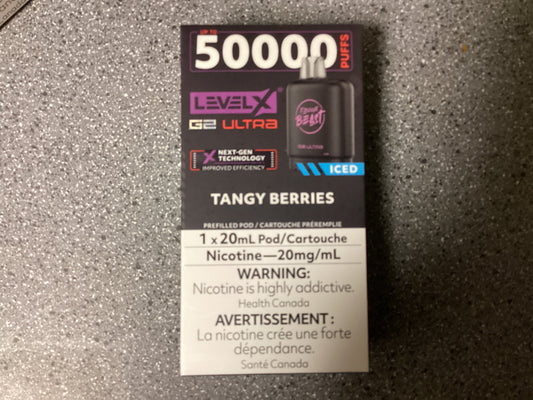 UP TO
50000 PUFFS
LEVEL X
G2 ULTRA
FLAVOUR
BEAST
G2 ULTRA
X NEXT-GEN
TECHNOLOGY
IMPROVED EFFICIENCY
ICED
TANGY BERRIES
PREFILLED POD / CARTOUCHE PRÉREMPLIE
1 x 20mL Pod/Cartouche
Nicotine—20mg/mL
WARNING:
Nicotine is highly addictive.
Health Canada
AVERTISSEMENT :
La nicotine crée une forte
dépendance.
Santé Canada